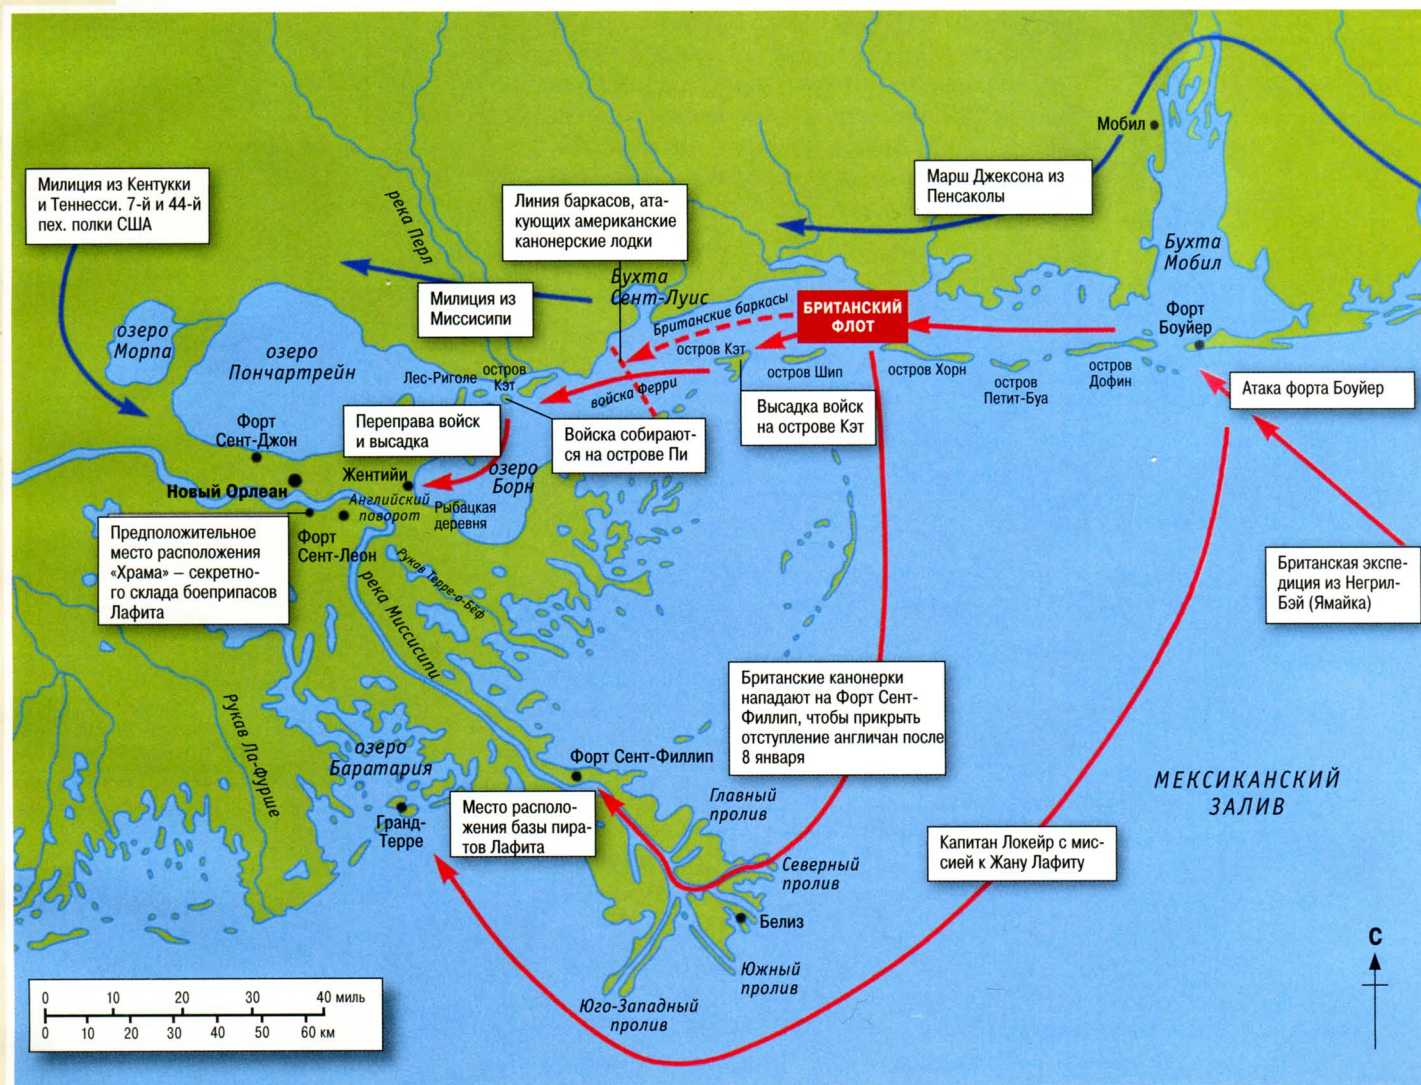 Мобил
Марш Джексона из
Пенсаколы
Милиция из Кентукки
и Теннесси. 7-й и 44-й
пех. полки США
река Перл
Линия баркасов, ата-
кующих американские
канонерские лодки
Бухта
Мобил
Бухта
Сент-Луис
Милиция из
Миссисипи
Британские баркасы
БРИТАНСКИЙ
ФЛОТ
Форт
Боуйер
озеро
Морпа
озеро
Пончартрейн
Лес-Риголе
остров
Кэт
остров Кэт
войска Ферри
остров Шип
остров Хорн
остров
Петит-Буа
остров
Дофин
Атака форта Боуйер
Переправа войск
и высадка
Войска собирают-
ся на острове Пи
Высадка войск
на острове Кэт
Форт
Сент-Джон
Новый Орлеан
Жентийи
озеро
Борн
Английский
поворот
Рыбацкая
деревня
Форт
Сент-Леон
Предположительное
место расположения
«Храма» – секретно-
го склада боеприпасов
Лафита
Рукав Терре-о-Бёф
река Миссисипи
Британская экспе-
диция из Негрил-
Бэй (Ямайка)
Рукав Ла-Фурше
озеро
Баратария
Форт Сент-Филлип
Британские канонерки
нападают на Форт Сент-
Филлип, чтобы прикрыть
отступление англичан после
8 января
Гранд-
Терре
Место располо-
жения базы пира-
тов Лафита
Главный
пролив
Северный
пролив
Белиз
Южный
пролив
Юго-Западный
пролив
МЕКСИКАНСКИЙ
ЗАЛИВ
Капитан Локейр с мис-
сией к Жану Лафиту
С
0 10 20 30 40 миль
0 10 20 30 40 50 60 км